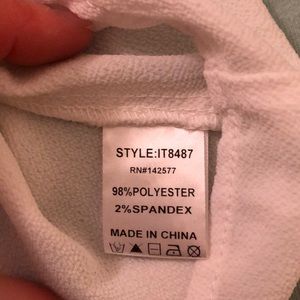 STYLE:IT8487
RN#142577
98%POLYESTER
2%SPANDEX
MADE IN CHINA